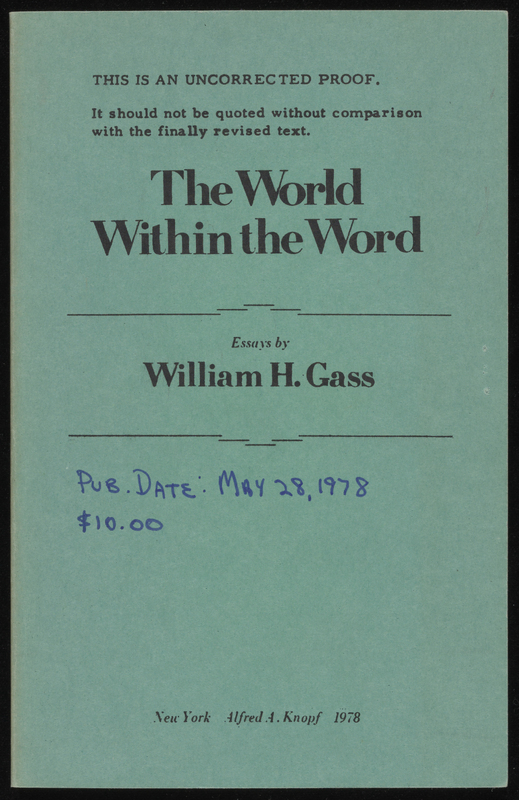 THIS IS AN UNCORRECTED PROOF.
It should not be quoted without comparison
with the finally revised text.
The World
Within the Word
Essays by
William H. Gass
PUB. DATE: MAY 28, 1978
$10.00
New York Alfred A. Knopf 1978